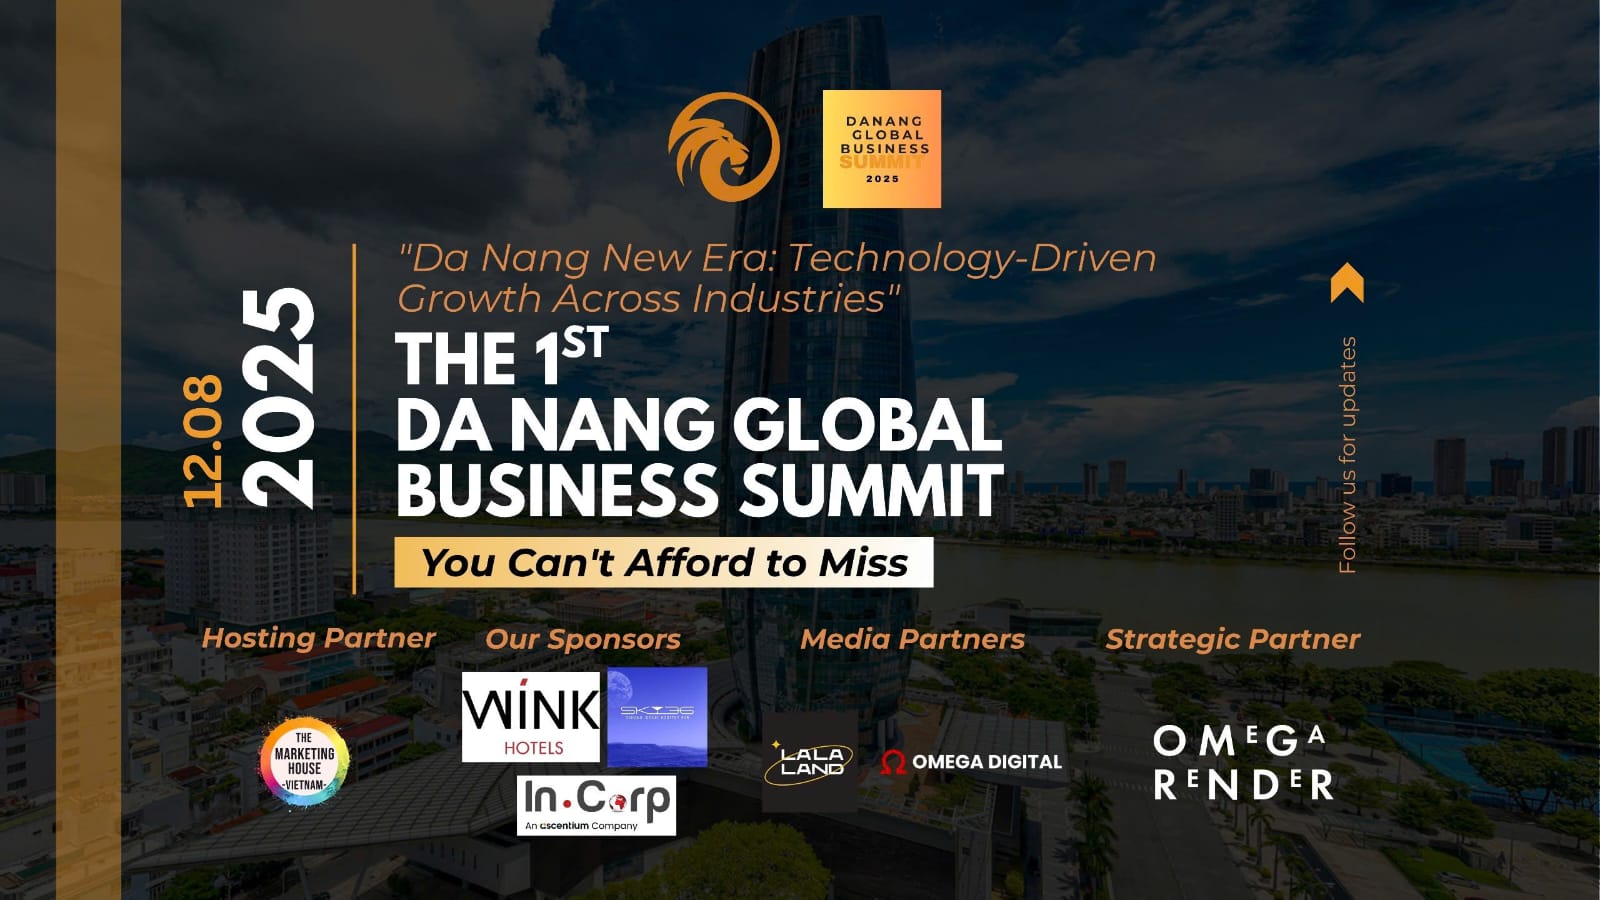 DANANG
GLOBAL
BUSINESS
SUMMIT
2025
"Da Nang New Era: Technology-Driven
Growth Across Industries"
12.08
2025
THE 1ST
DA NANG GLOBAL
BUSINESS SUMMIT
You Can't Afford to Miss
Follow us for updates
Hosting Partner
Our Sponsors
Media Partners
Strategic Partner
THE
MARKETING
HOUSE
-VIETNAM-
WINK
HOTELS
SKY36
In.Corp
An ascentium Company
LALA
LAND
OMEGA DIGITAL
OMEGA
RENDER